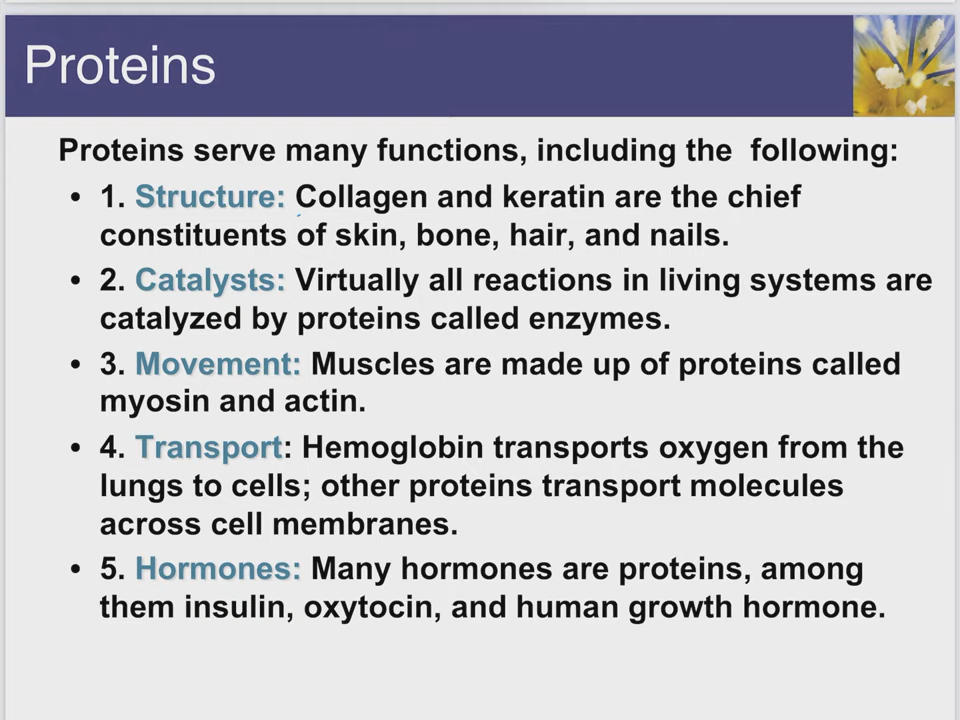 Proteins
Proteins serve many functions, including the following:
• 1. Structure: Collagen and keratin are the chief
constituents of skin, bone, hair, and nails.
• 2. Catalysts: Virtually all reactions in living systems are
catalyzed by proteins called enzymes.
• 3. Movement: Muscles are made up of proteins called
myosin and actin.
• 4. Transport: Hemoglobin transports oxygen from the
lungs to cells; other proteins transport molecules
across cell membranes.
• 5. Hormones: Many hormones are proteins, among
them insulin, oxytocin, and human growth hormone.